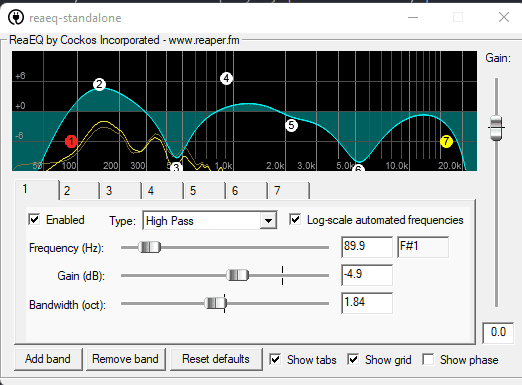 reaeq-standalone
ReaEQ by Cockos Incorporated - www.reaper.fm
Gain:
+6
+0
-6
1 2 3 4 5 6 7
50 100 200 300 500 1.0k 2.0k 3.0k 5.0k 10.0k 20.0k
1 2 3 4 5 6 7
Enabled Type: High Pass Log-scale automated frequencies
Frequency (Hz): 89.9 F#1
Gain (dB): -4.9
Bandwidth (oct): 1.84
0.0
Add band Remove band Reset defaults Show tabs Show grid Show phase